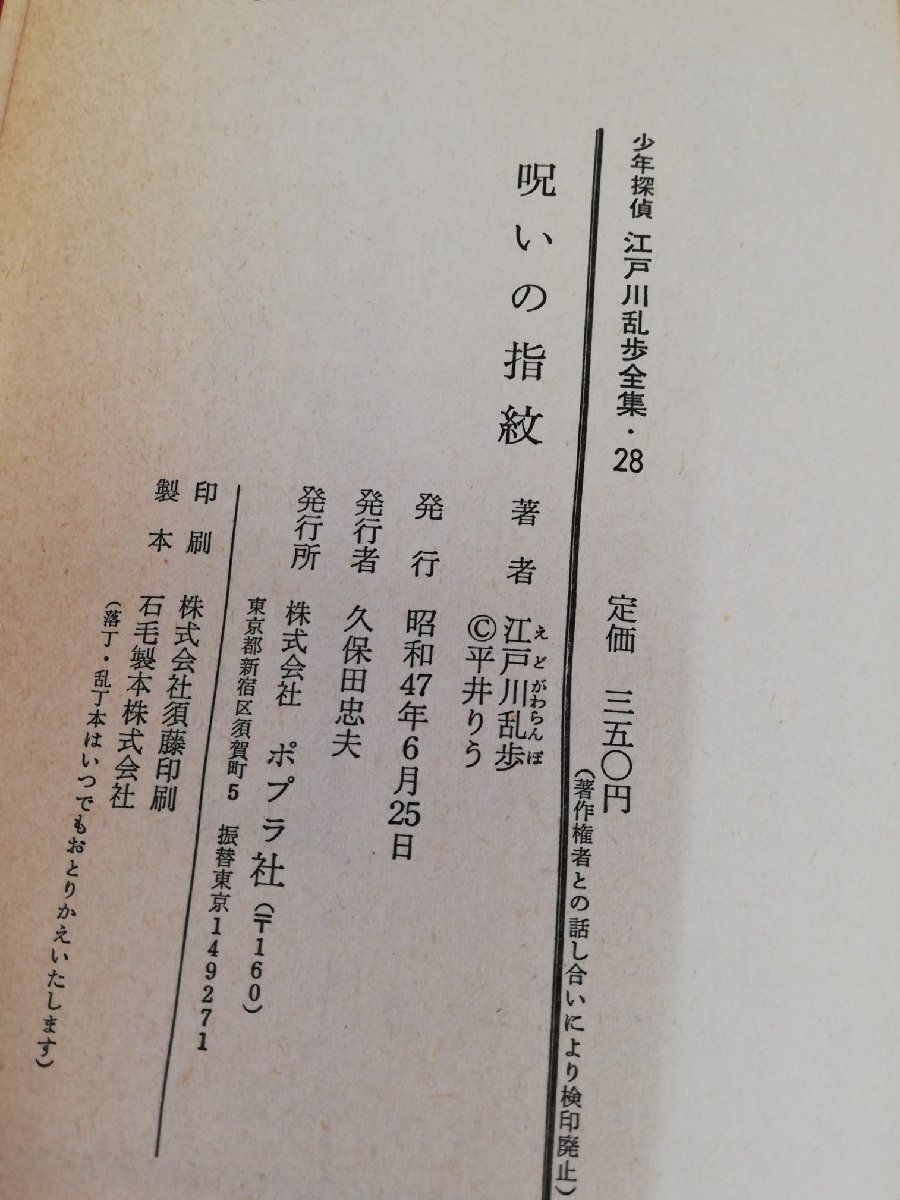 少年探偵 江戸川乱歩全集・28
定価 三五〇円
(著作権者との話し合いにより検印廃止)
呪いの指紋
著者 江戸川乱歩
えどがわらんぽ
©平井りう
発行 昭和47年6月25日
発行者 久保田忠夫
発行所 株式会社 ポプラ社 (〒160)
東京都新宿区須賀町5 振替東京149271
印刷 株式会社須藤印刷
製本 石毛製本株式会社
(落丁・乱丁本はいつでもおとりかえいたします)